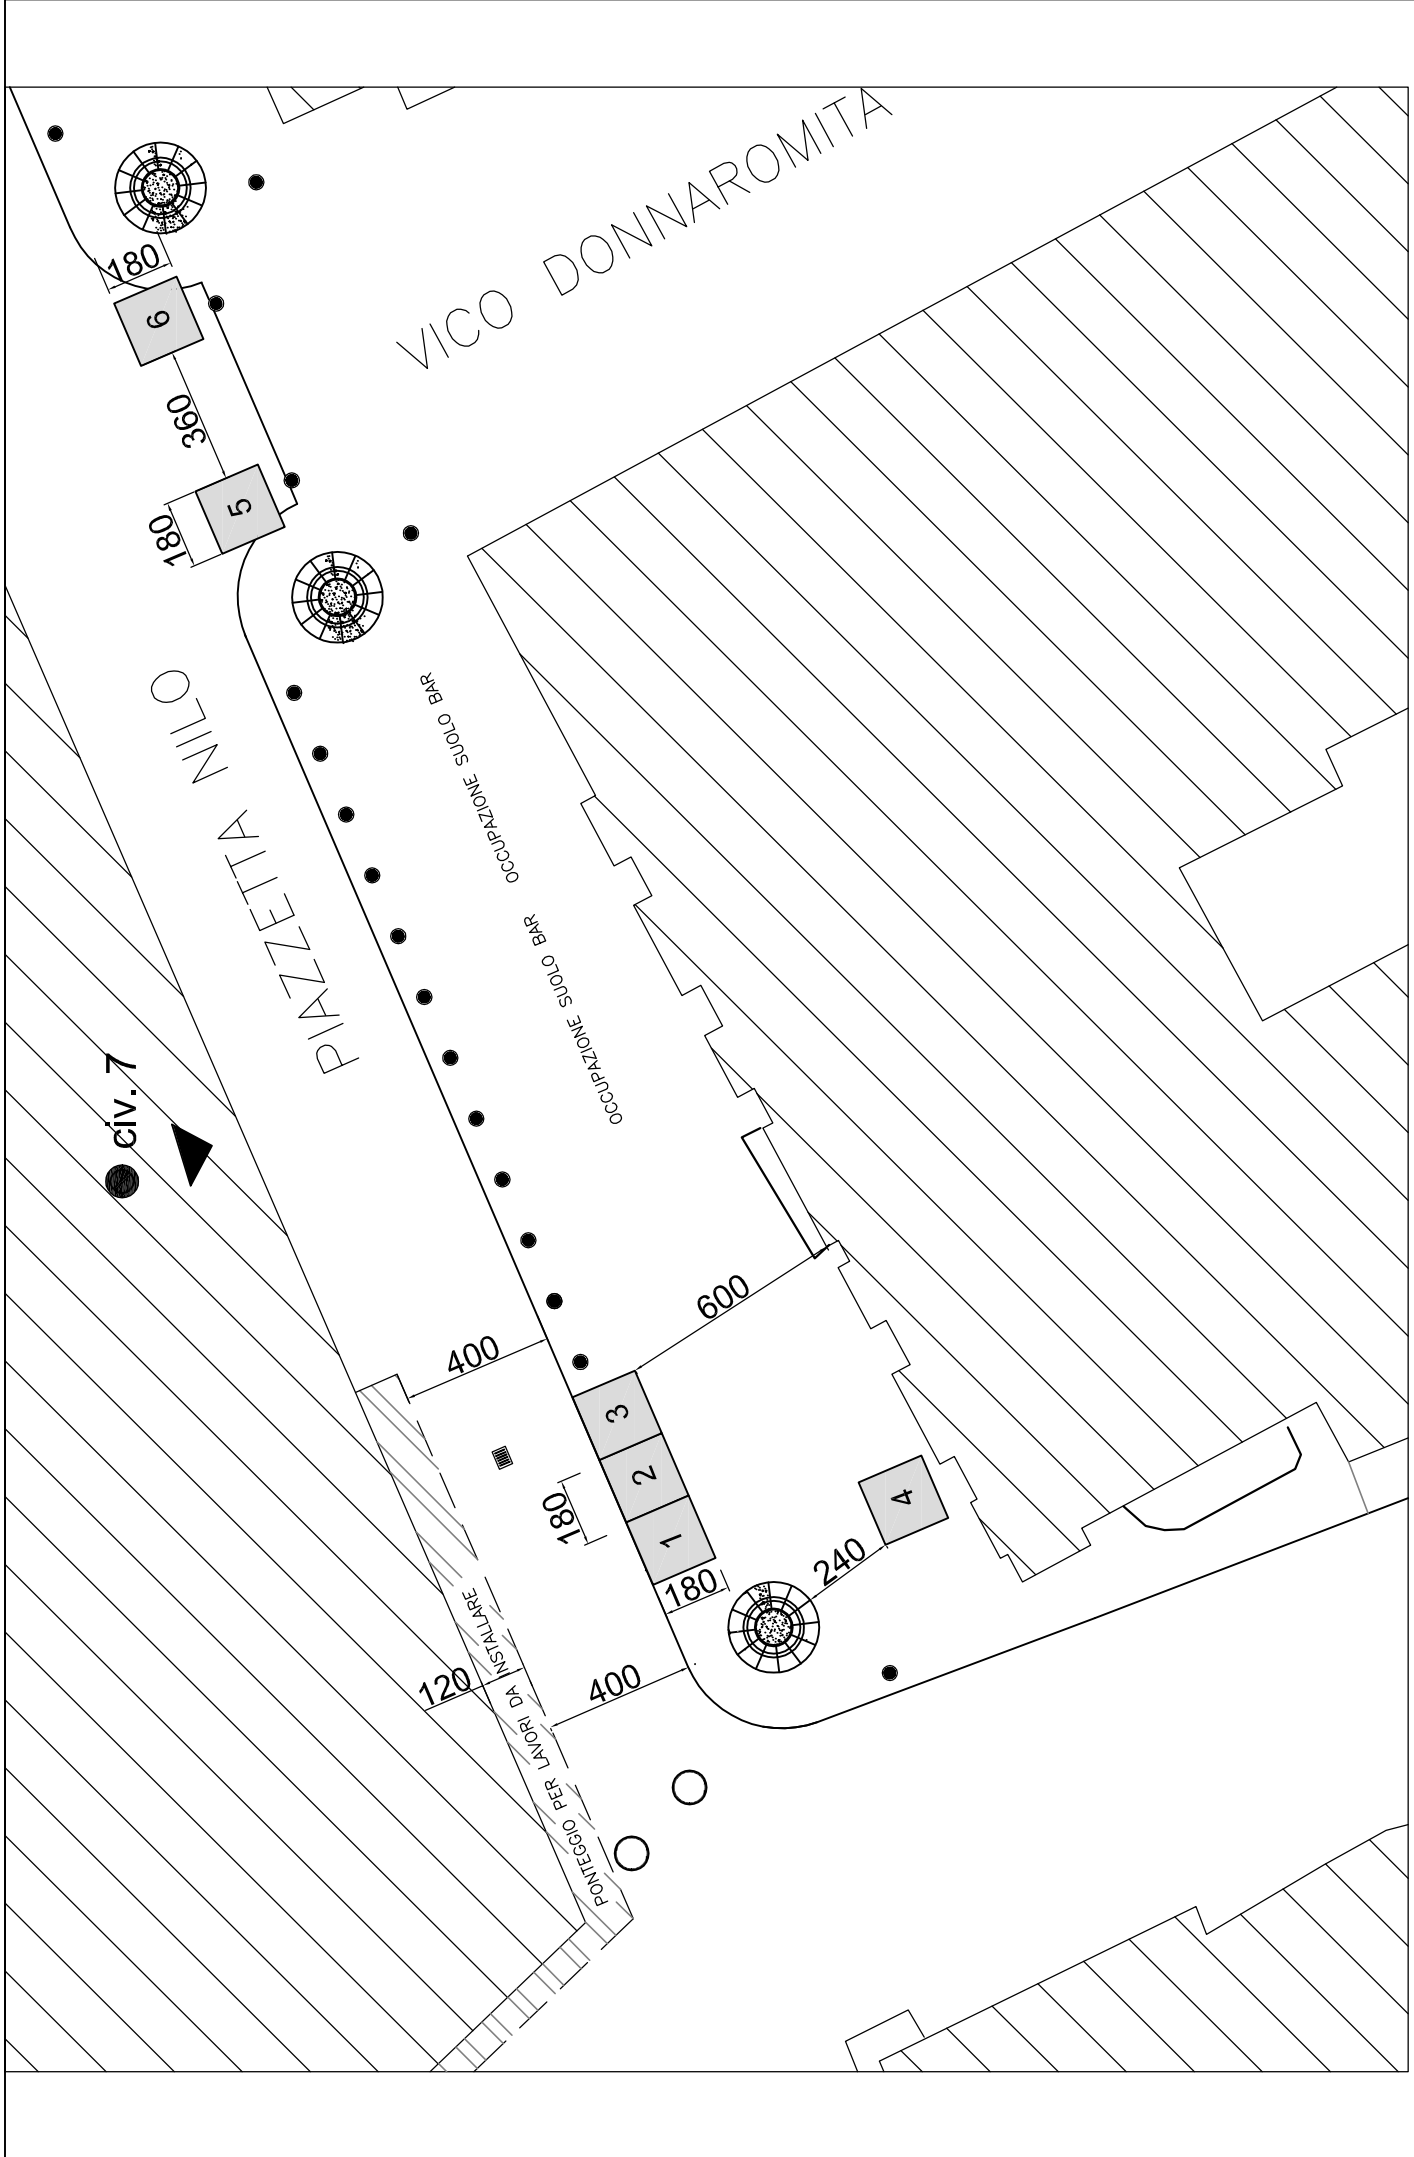 VICO DONNAROMITA
180
6
360
5
180
PIAZZETTA NILO
OCCUPAZIONE SUOLO BAR
OCCUPAZIONE SUOLO BAR
civ. 7
600
400
3
2
1
180
4
180
240
PONTEGGIO PER LAVORI DA INSTALLARE
120
400